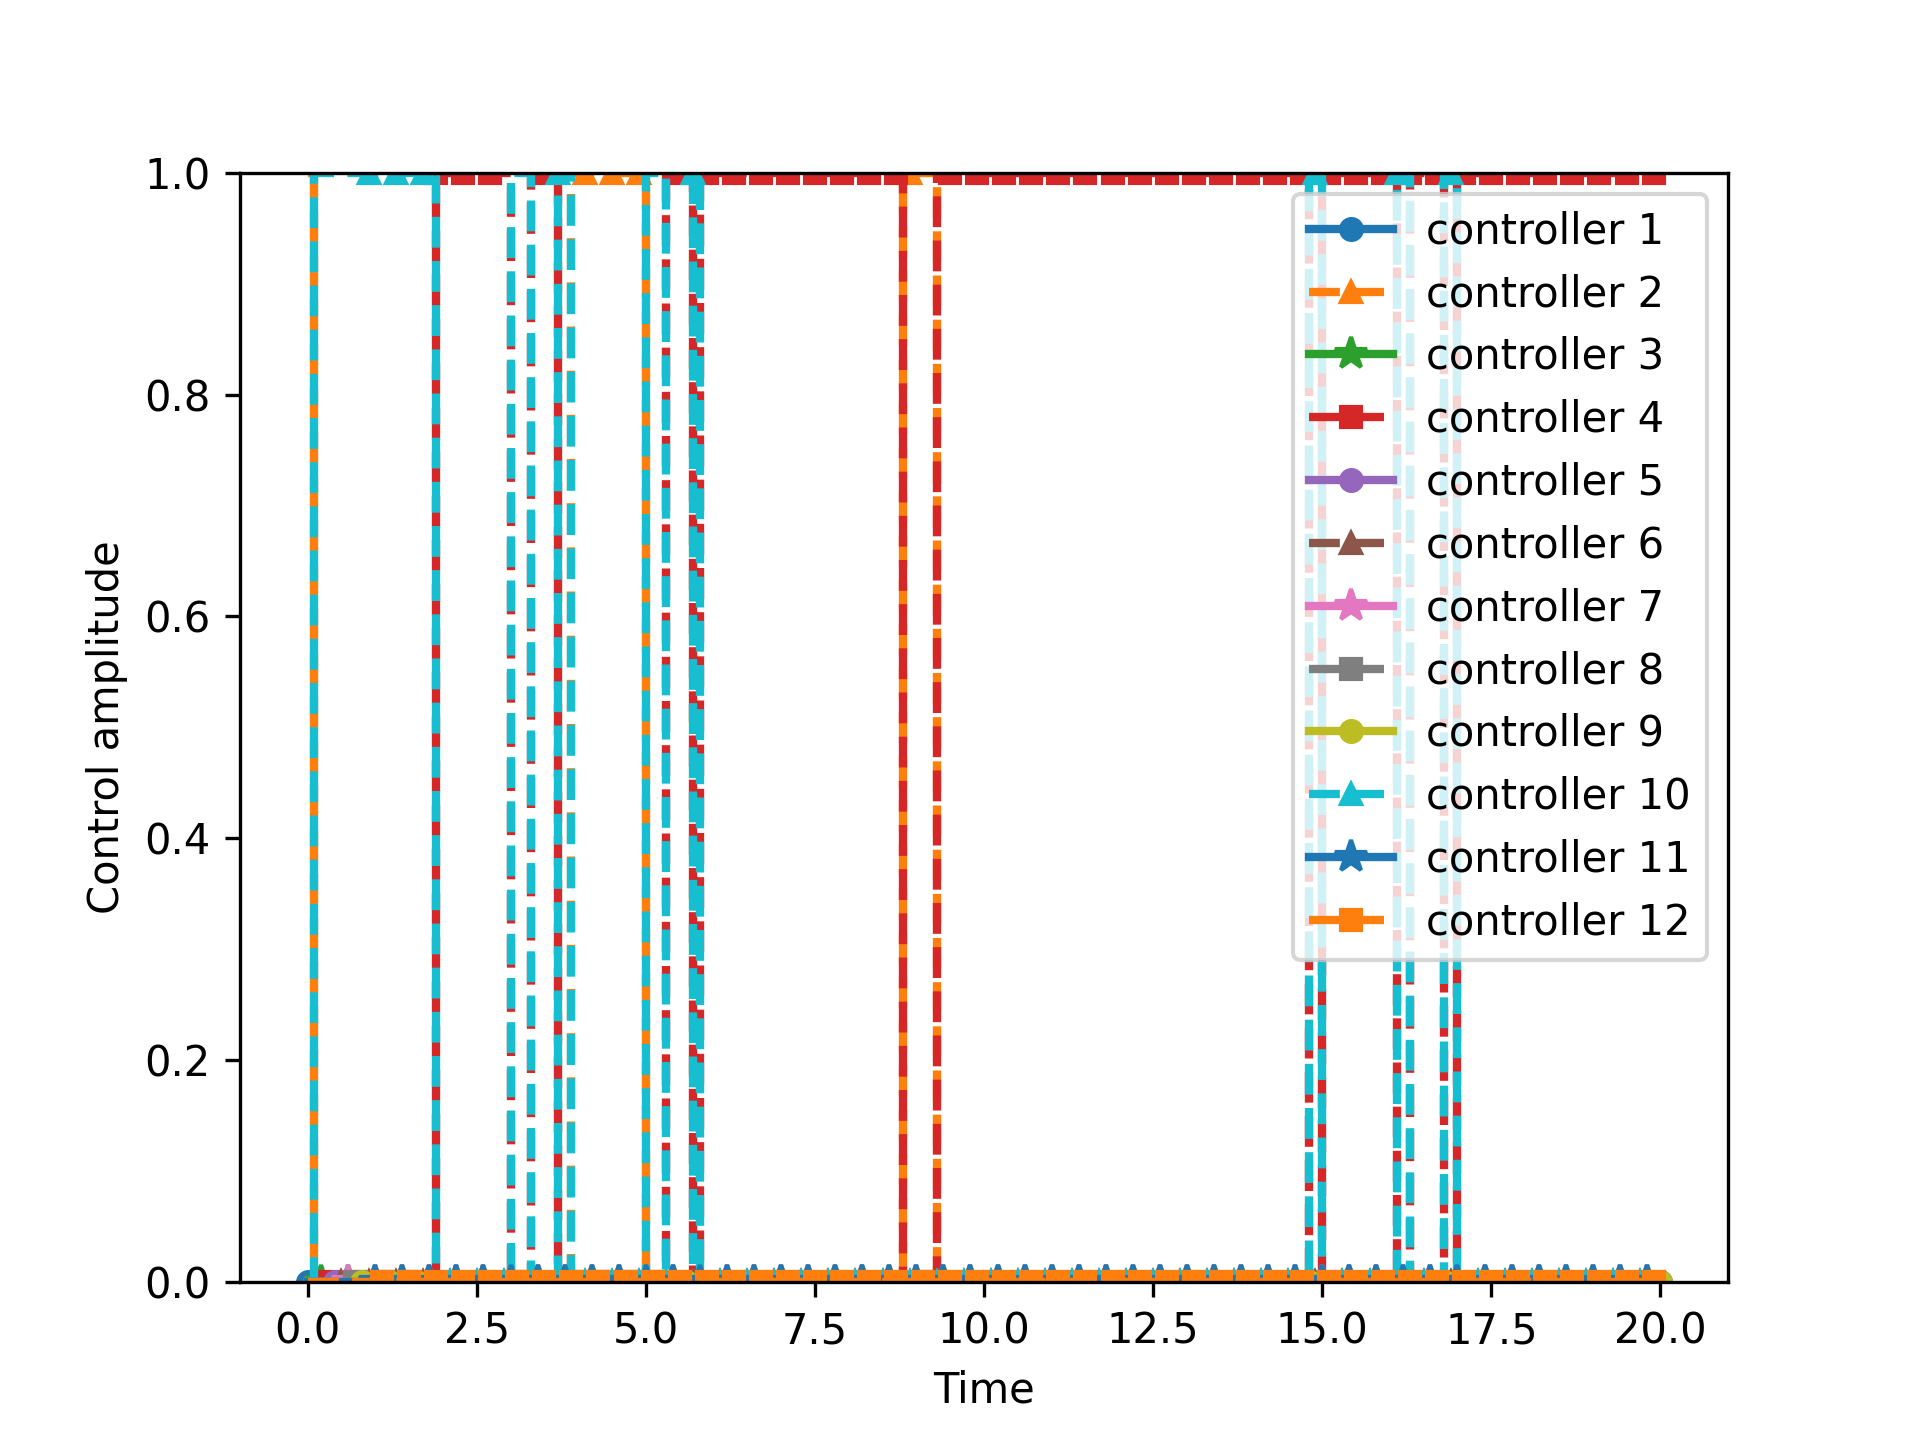 1.0
0.8
0.6
0.4
0.2
0.0
Control amplitude
controller 1
controller 2
controller 3
controller 4
controller 5
controller 6
controller 7
controller 8
controller 9
controller 10
controller 11
controller 12
0.0 2.5 5.0 7.5 10.0 12.5 15.0 17.5 20.0
Time